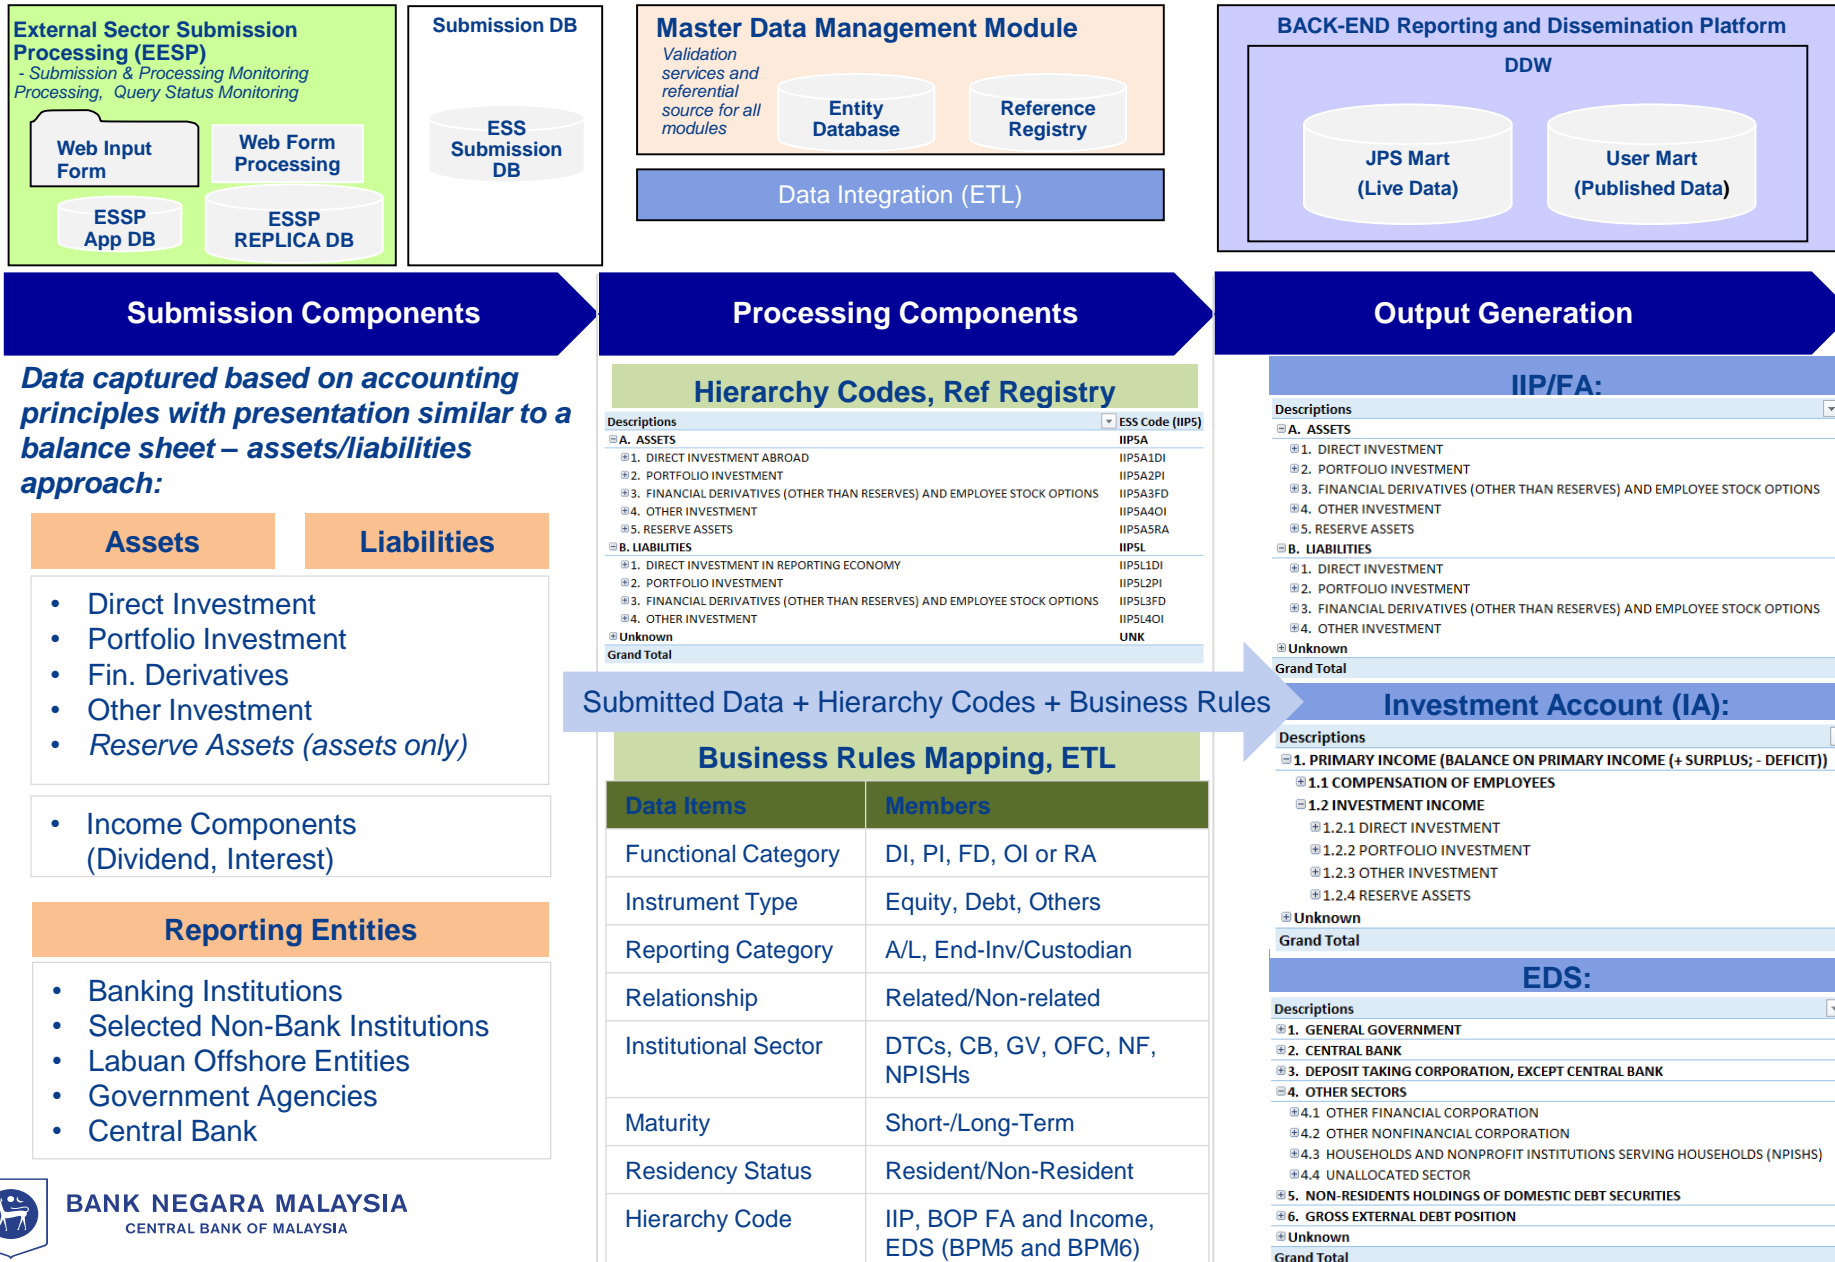 External Sector Submission
Processing (EESP)
- Submission & Processing Monitoring
Processing, Query Status Monitoring
Web Input
Form
Web Form
Processing
ESSP
App DB
ESSP
REPLICA DB
Submission DB
ESS
Submission
DB
Master Data Management Module
Validation
services and
referential
source for all
modules
Entity
Database
Reference
Registry
Data Integration (ETL)
BACK-END Reporting and Dissemination Platform
DDW
JPS Mart
(Live Data)
User Mart
(Published Data)
Submission Components
Processing Components
Output Generation
Data captured based on accounting
principles with presentation similar to a
balance sheet – assets/liabilities
approach:
Assets
Liabilities
• Direct Investment
• Portfolio Investment
• Fin. Derivatives
• Other Investment
• Reserve Assets (assets only)
• Income Components
(Dividend, Interest)
Reporting Entities
• Banking Institutions
• Selected Non-Bank Institutions
• Labuan Offshore Entities
• Government Agencies
• Central Bank
BANK NEGARA MALAYSIA
CENTRAL BANK OF MALAYSIA
Hierarchy Codes, Ref Registry
Descriptions ESS Code (IIP5)
A. ASSETS IIP5A
1. DIRECT INVESTMENT ABROAD IIP5A1DI
2. PORTFOLIO INVESTMENT IIP5A2PI
3. FINANCIAL DERIVATIVES (OTHER THAN RESERVES) AND EMPLOYEE STOCK OPTIONS IIP5A3FD
4. OTHER INVESTMENT IIP5A4OI
5. RESERVE ASSETS IIP5A5RA
B. LIABILITIES IIP5L
1. DIRECT INVESTMENT IN REPORTING ECONOMY IIP5L1DI
2. PORTFOLIO INVESTMENT IIP5L2PI
3. FINANCIAL DERIVATIVES (OTHER THAN RESERVES) AND EMPLOYEE STOCK OPTIONS IIP5L3FD
4. OTHER INVESTMENT IIP5L4OI
Unknown UNK
Grand Total
Submitted Data + Hierarchy Codes + Business Rules
Business Rules Mapping, ETL
Data Items Members
Functional Category DI, PI, FD, OI or RA
Instrument Type Equity, Debt, Others
Reporting Category A/L, End-Inv/Custodian
Relationship Related/Non-related
Institutional Sector DTCs, CB, GV, OFC, NF,
NPISHs
Maturity Short-/Long-Term
Residency Status Resident/Non-Resident
Hierarchy Code IIP, BOP FA and Income,
EDS (BPM5 and BPM6)
IIP/FA:
Descriptions
A. ASSETS
1. DIRECT INVESTMENT
2. PORTFOLIO INVESTMENT
3. FINANCIAL DERIVATIVES (OTHER THAN RESERVES) AND EMPLOYEE STOCK OPTIONS
4. OTHER INVESTMENT
5. RESERVE ASSETS
B. LIABILITIES
1. DIRECT INVESTMENT
2. PORTFOLIO INVESTMENT
3. FINANCIAL DERIVATIVES (OTHER THAN RESERVES) AND EMPLOYEE STOCK OPTIONS
4. OTHER INVESTMENT
Unknown
Grand Total
Investment Account (IA):
Descriptions
1. PRIMARY INCOME (BALANCE ON PRIMARY INCOME (+ SURPLUS; - DEFICIT))
1.1 COMPENSATION OF EMPLOYEES
1.2 INVESTMENT INCOME
1.2.1 DIRECT INVESTMENT
1.2.2 PORTFOLIO INVESTMENT
1.2.3 OTHER INVESTMENT
1.2.4 RESERVE ASSETS
Unknown
Grand Total
EDS:
Descriptions
1. GENERAL GOVERNMENT
2. CENTRAL BANK
3. DEPOSIT TAKING CORPORATION, EXCEPT CENTRAL BANK
4. OTHER SECTORS
4.1 OTHER FINANCIAL CORPORATION
4.2 OTHER NONFINANCIAL CORPORATION
4.3 HOUSEHOLDS AND NONPROFIT INSTITUTIONS SERVING HOUSEHOLDS (NPISHS)
4.4 UNALLOCATED SECTOR
5. NON-RESIDENTS HOLDINGS OF DOMESTIC DEBT SECURITIES
6. GROSS EXTERNAL DEBT POSITION
Unknown
Grand Total